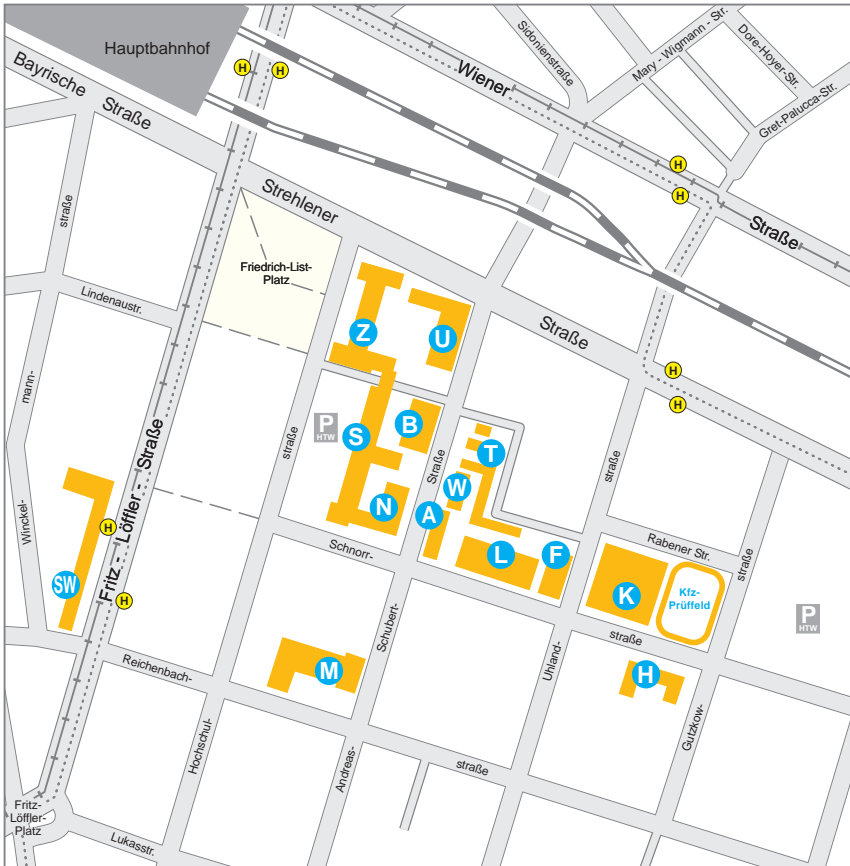 Hauptbahnhof
Bayrische
Straße
H
H
Wiener
Straße
Sidonienstraße
Mary - Wigmann - Str.
Dore-Hoyer-Str.
Gret-Palucca-Str.
H
H
Strehlener
Straße
Friedrich-List-
Platz
straße
Lindenaustr.
Z
U
H
H
mann-
Winckel-
Fritz - Löffler - Straße
P
HTW
S
B
straße
Straße
T
W
N
A
straße
Rabener Str.
straße
H
SW
H
Schnorr-
L
F
K
Kfz-
Prüffeld
P
HTW
straße
Reichenbach-
M
Schubert-
Uhland-
H
Gutzkow-
Hochschul-
Andreas-
straße
Fritz-
Löffler-
Platz
Lukasstr.